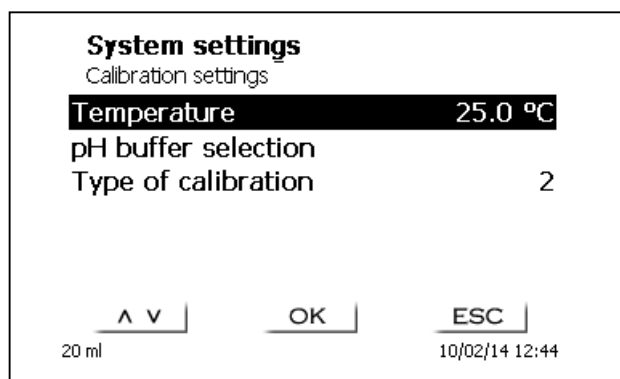 System settings
Calibration settings
Temperature 25.0 ºC
pH buffer selection
Type of calibration 2
∧ ∨ OK ESC
20 ml 10/02/14 12:44